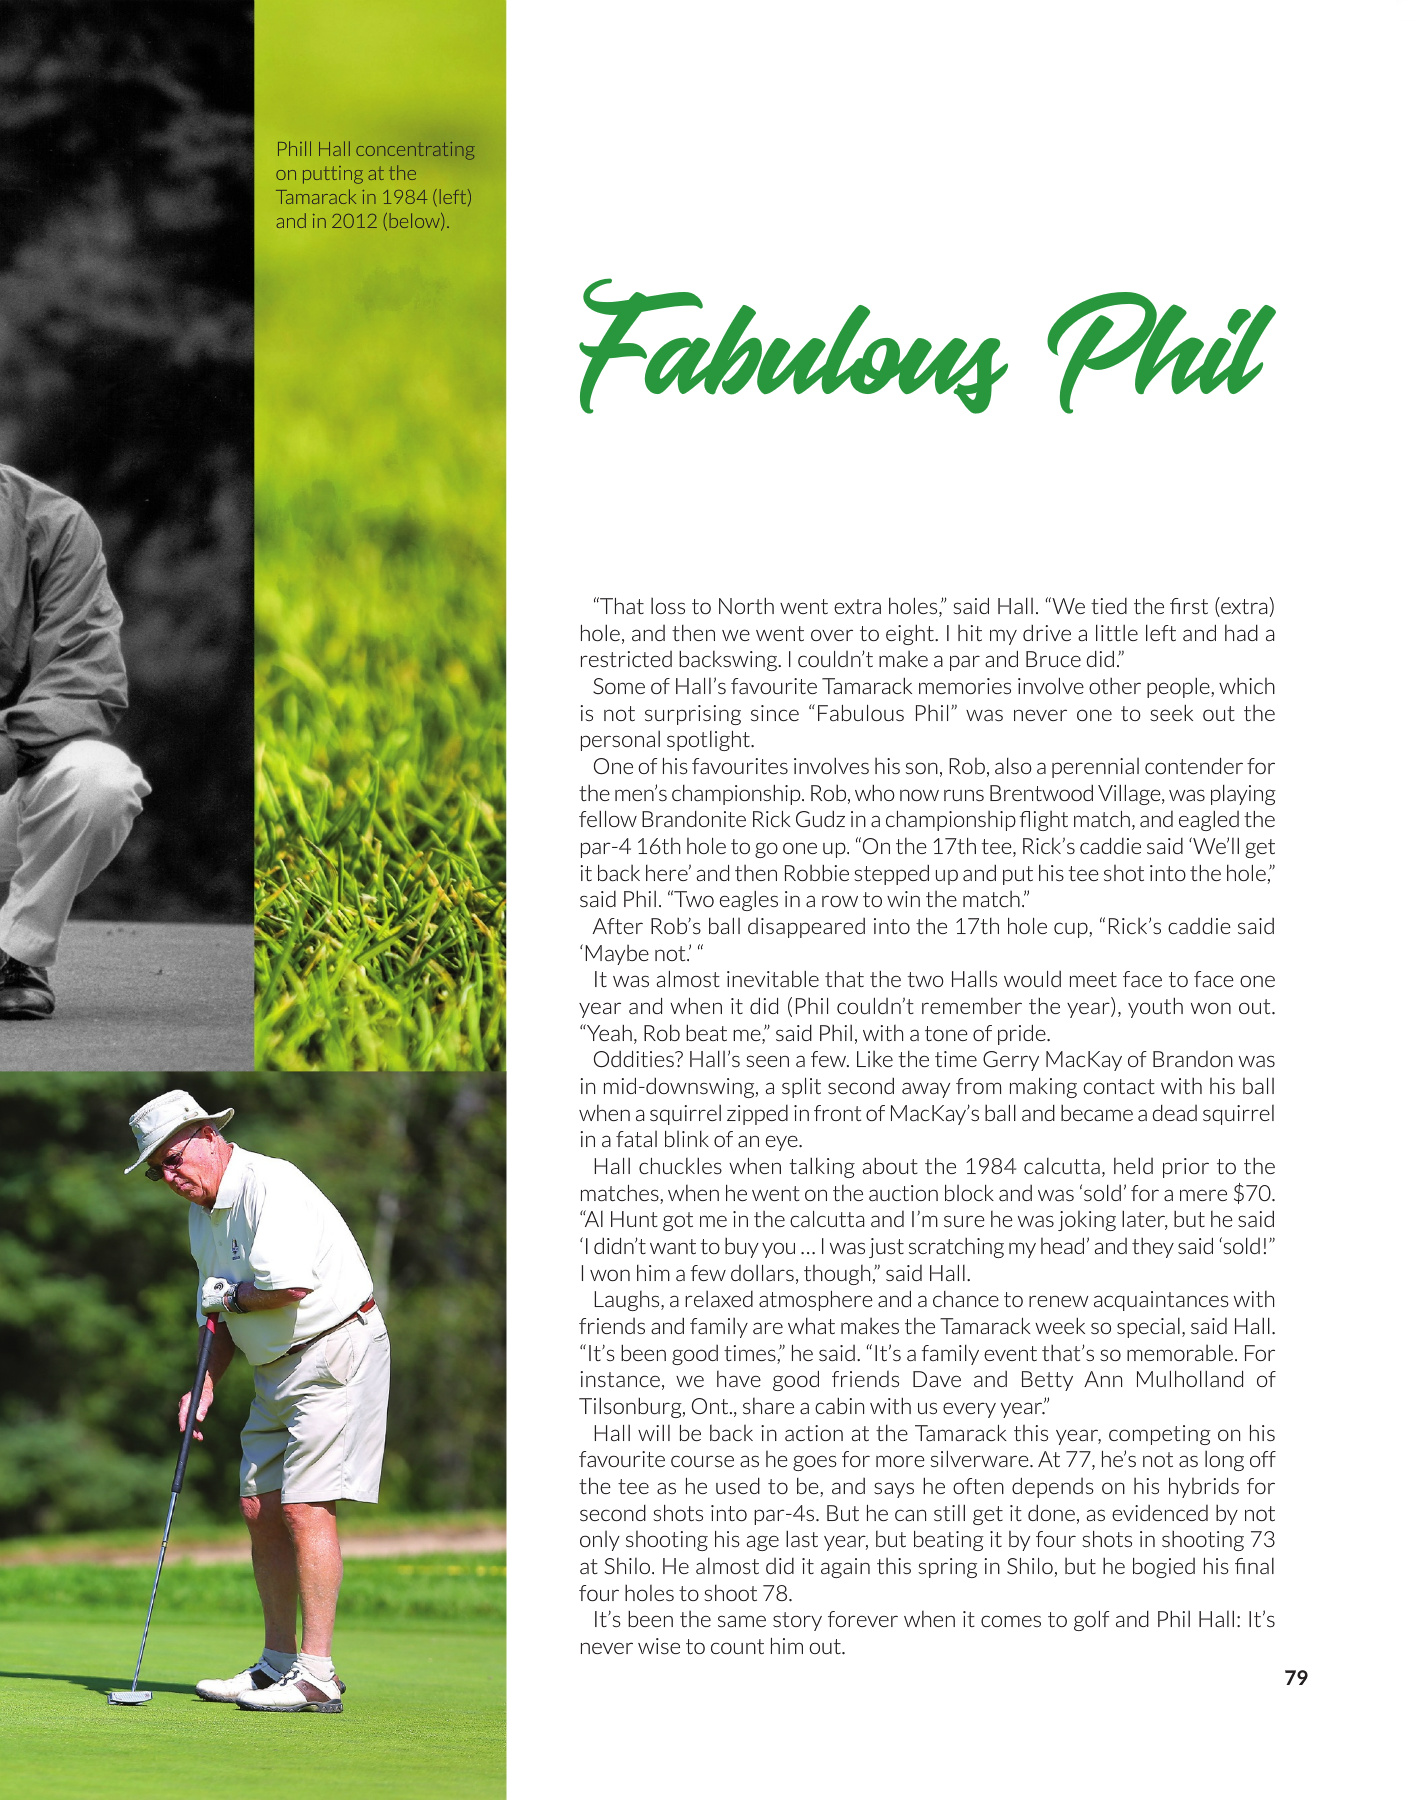 Phill Hall concentrating
on putting at the
Tamarack in 1984 (left)
and in 2012 (below).
Fabulous Phil
“That loss to North went extra holes,” said Hall. “We tied the first (extra)
hole, and then we went over to eight. I hit my drive a little left and had a
restricted backswing. I couldn’t make a par and Bruce did.”
Some of Hall’s favourite Tamarack memories involve other people, which
is not surprising since “Fabulous Phil” was never one to seek out the
personal spotlight.
One of his favourites involves his son, Rob, also a perennial contender for
the men’s championship. Rob, who now runs Brentwood Village, was playing
fellow Brandonite Rick Gudz in a championship flight match, and eagled the
par-4 16th hole to go one up. “On the 17th tee, Rick’s caddie said ‘We’ll get
it back here’ and then Robbie stepped up and put his tee shot into the hole,”
said Phil. “Two eagles in a row to win the match.”
After Rob’s ball disappeared into the 17th hole cup, “Rick’s caddie said
‘Maybe not.’ “
It was almost inevitable that the two Halls would meet face to face one
year and when it did (Phil couldn’t remember the year), youth won out.
“Yeah, Rob beat me,” said Phil, with a tone of pride.
Oddities? Hall’s seen a few. Like the time Gerry MacKay of Brandon was
in mid-downswing, a split second away from making contact with his ball
when a squirrel zipped in front of MacKay’s ball and became a dead squirrel
in a fatal blink of an eye.
Hall chuckles when talking about the 1984 calcutta, held prior to the
matches, when he went on the auction block and was ‘sold’ for a mere $70.
“Al Hunt got me in the calcutta and I’m sure he was joking later, but he said
‘I didn’t want to buy you … I was just scratching my head’ and they said ‘sold!”
I won him a few dollars, though,” said Hall.
Laughs, a relaxed atmosphere and a chance to renew acquaintances with
friends and family are what makes the Tamarack week so special, said Hall.
“It’s been good times,” he said. “It’s a family event that’s so memorable. For
instance, we have good friends Dave and Betty Ann Mulholland of
Tilsonburg, Ont., share a cabin with us every year.”
Hall will be back in action at the Tamarack this year, competing on his
favourite course as he goes for more silverware. At 77, he’s not as long off
the tee as he used to be, and says he often depends on his hybrids for
second shots into par-4s. But he can still get it done, as evidenced by not
only shooting his age last year, but beating it by four shots in shooting 73
at Shilo. He almost did it again this spring in Shilo, but he bogied his final
four holes to shoot 78.
It’s been the same story forever when it comes to golf and Phil Hall: It’s
never wise to count him out.
79